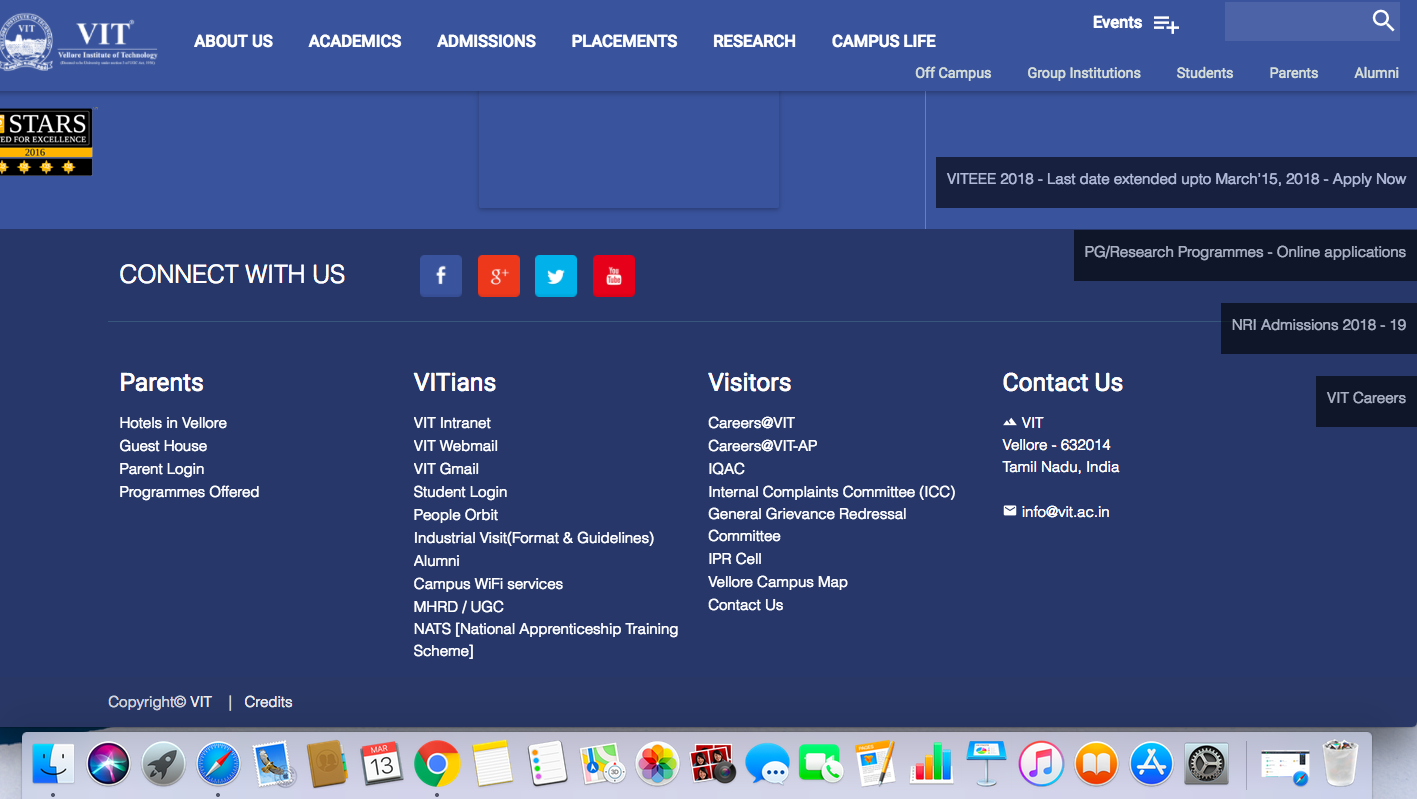 VIT
VIT®
Vellore Institute of Technology
ABOUT US
ACADEMICS
ADMISSIONS
PLACEMENTS
RESEARCH
CAMPUS LIFE
Events
Off Campus
Group Institutions
Students
Parents
Alumni
STARS
ED FOR EXCELLENCE
2016
VITEEE 2018 - Last date extended upto March'15, 2018 - Apply Now
PG/Research Programmes - Online applications
NRI Admissions 2018 - 19
VIT Careers
CONNECT WITH US
f
g+
You
Tube
Parents
Hotels in Vellore
Guest House
Parent Login
Programmes Offered
VITians
VIT Intranet
VIT Webmail
VIT Gmail
Student Login
People Orbit
Industrial Visit(Format & Guidelines)
Alumni
Campus WiFi services
MHRD / UGC
NATS [National Apprenticeship Training
Scheme]
Visitors
Careers@VIT
Careers@VIT-AP
IQAC
Internal Complaints Committee (ICC)
General Grievance Redressal
Committee
IPR Cell
Vellore Campus Map
Contact Us
Contact Us
VIT
Vellore - 632014
Tamil Nadu, India
info@vit.ac.in
Copyright© VIT | Credits
MAR
13
PAGES
3D